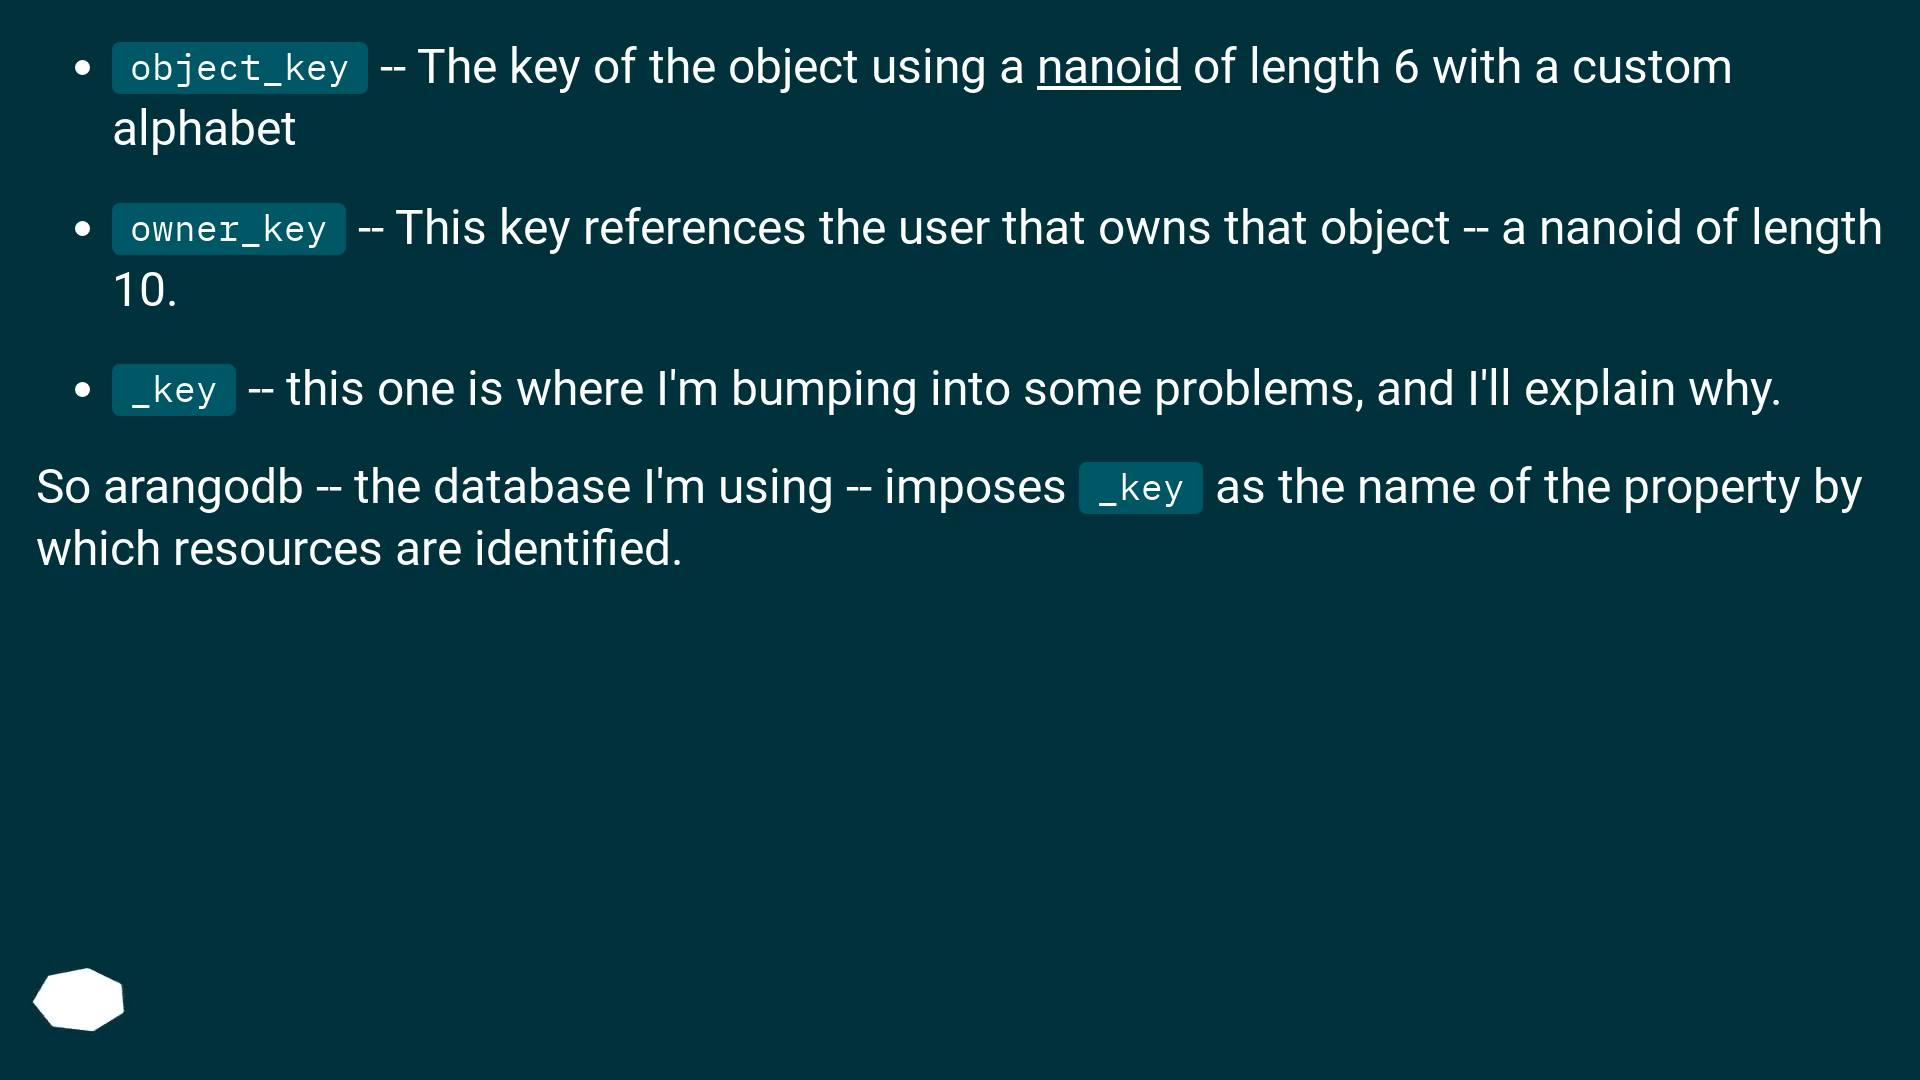 • object_key -- The key of the object using a nanoid of length 6 with a custom
alphabet
• owner_key -- This key references the user that owns that object -- a nanoid of length
10.
• _key -- this one is where I'm bumping into some problems, and I'll explain why.
So arangodb -- the database I'm using -- imposes _key as the name of the property by
which resources are identified.